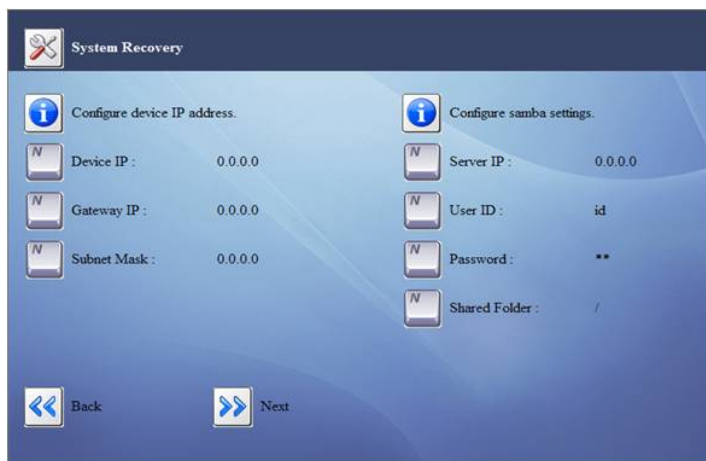 System Recovery
Configure device IP address.
N Device IP : 0.0.0.0
N Gateway IP : 0.0.0.0
N Subnet Mask : 0.0.0.0
Configure samba settings.
N Server IP : 0.0.0.0
N User ID : id
N Password : **
N Shared Folder : /
Back
Next